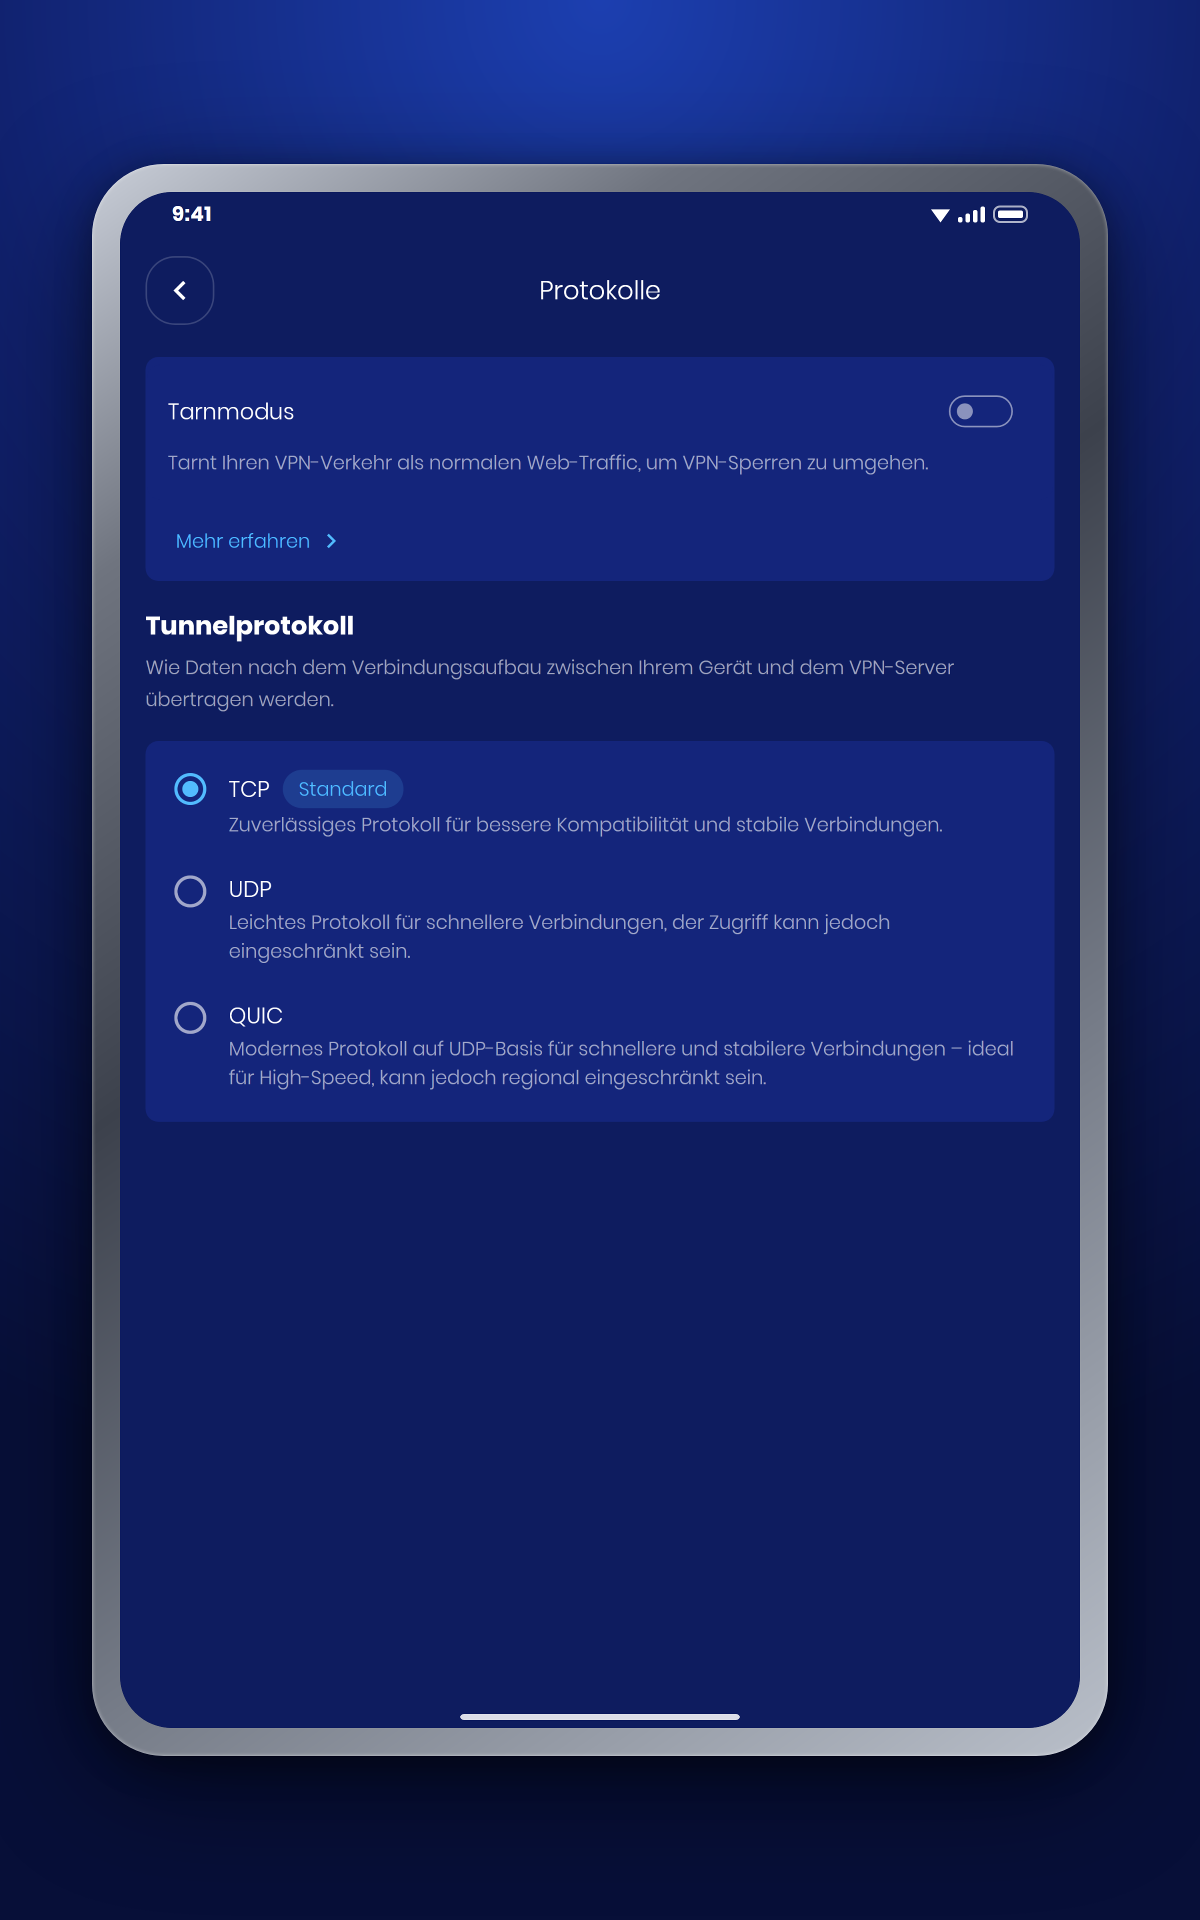 9:41
Protokolle
Tarnmodus
Tarnt Ihren VPN-Verkehr als normalen Web-Traffic, um VPN-Sperren zu umgehen.
Mehr erfahren
Tunnelprotokoll
Wie Daten nach dem Verbindungsaufbau zwischen Ihrem Gerät und dem VPN-Server
übertragen werden.
TCP Standard
Zuverlässiges Protokoll für bessere Kompatibilität und stabile Verbindungen.
UDP
Leichtes Protokoll für schnellere Verbindungen, der Zugriff kann jedoch
eingeschränkt sein.
QUIC
Modernes Protokoll auf UDP-Basis für schnellere und stabilere Verbindungen – ideal
für High-Speed, kann jedoch regional eingeschränkt sein.